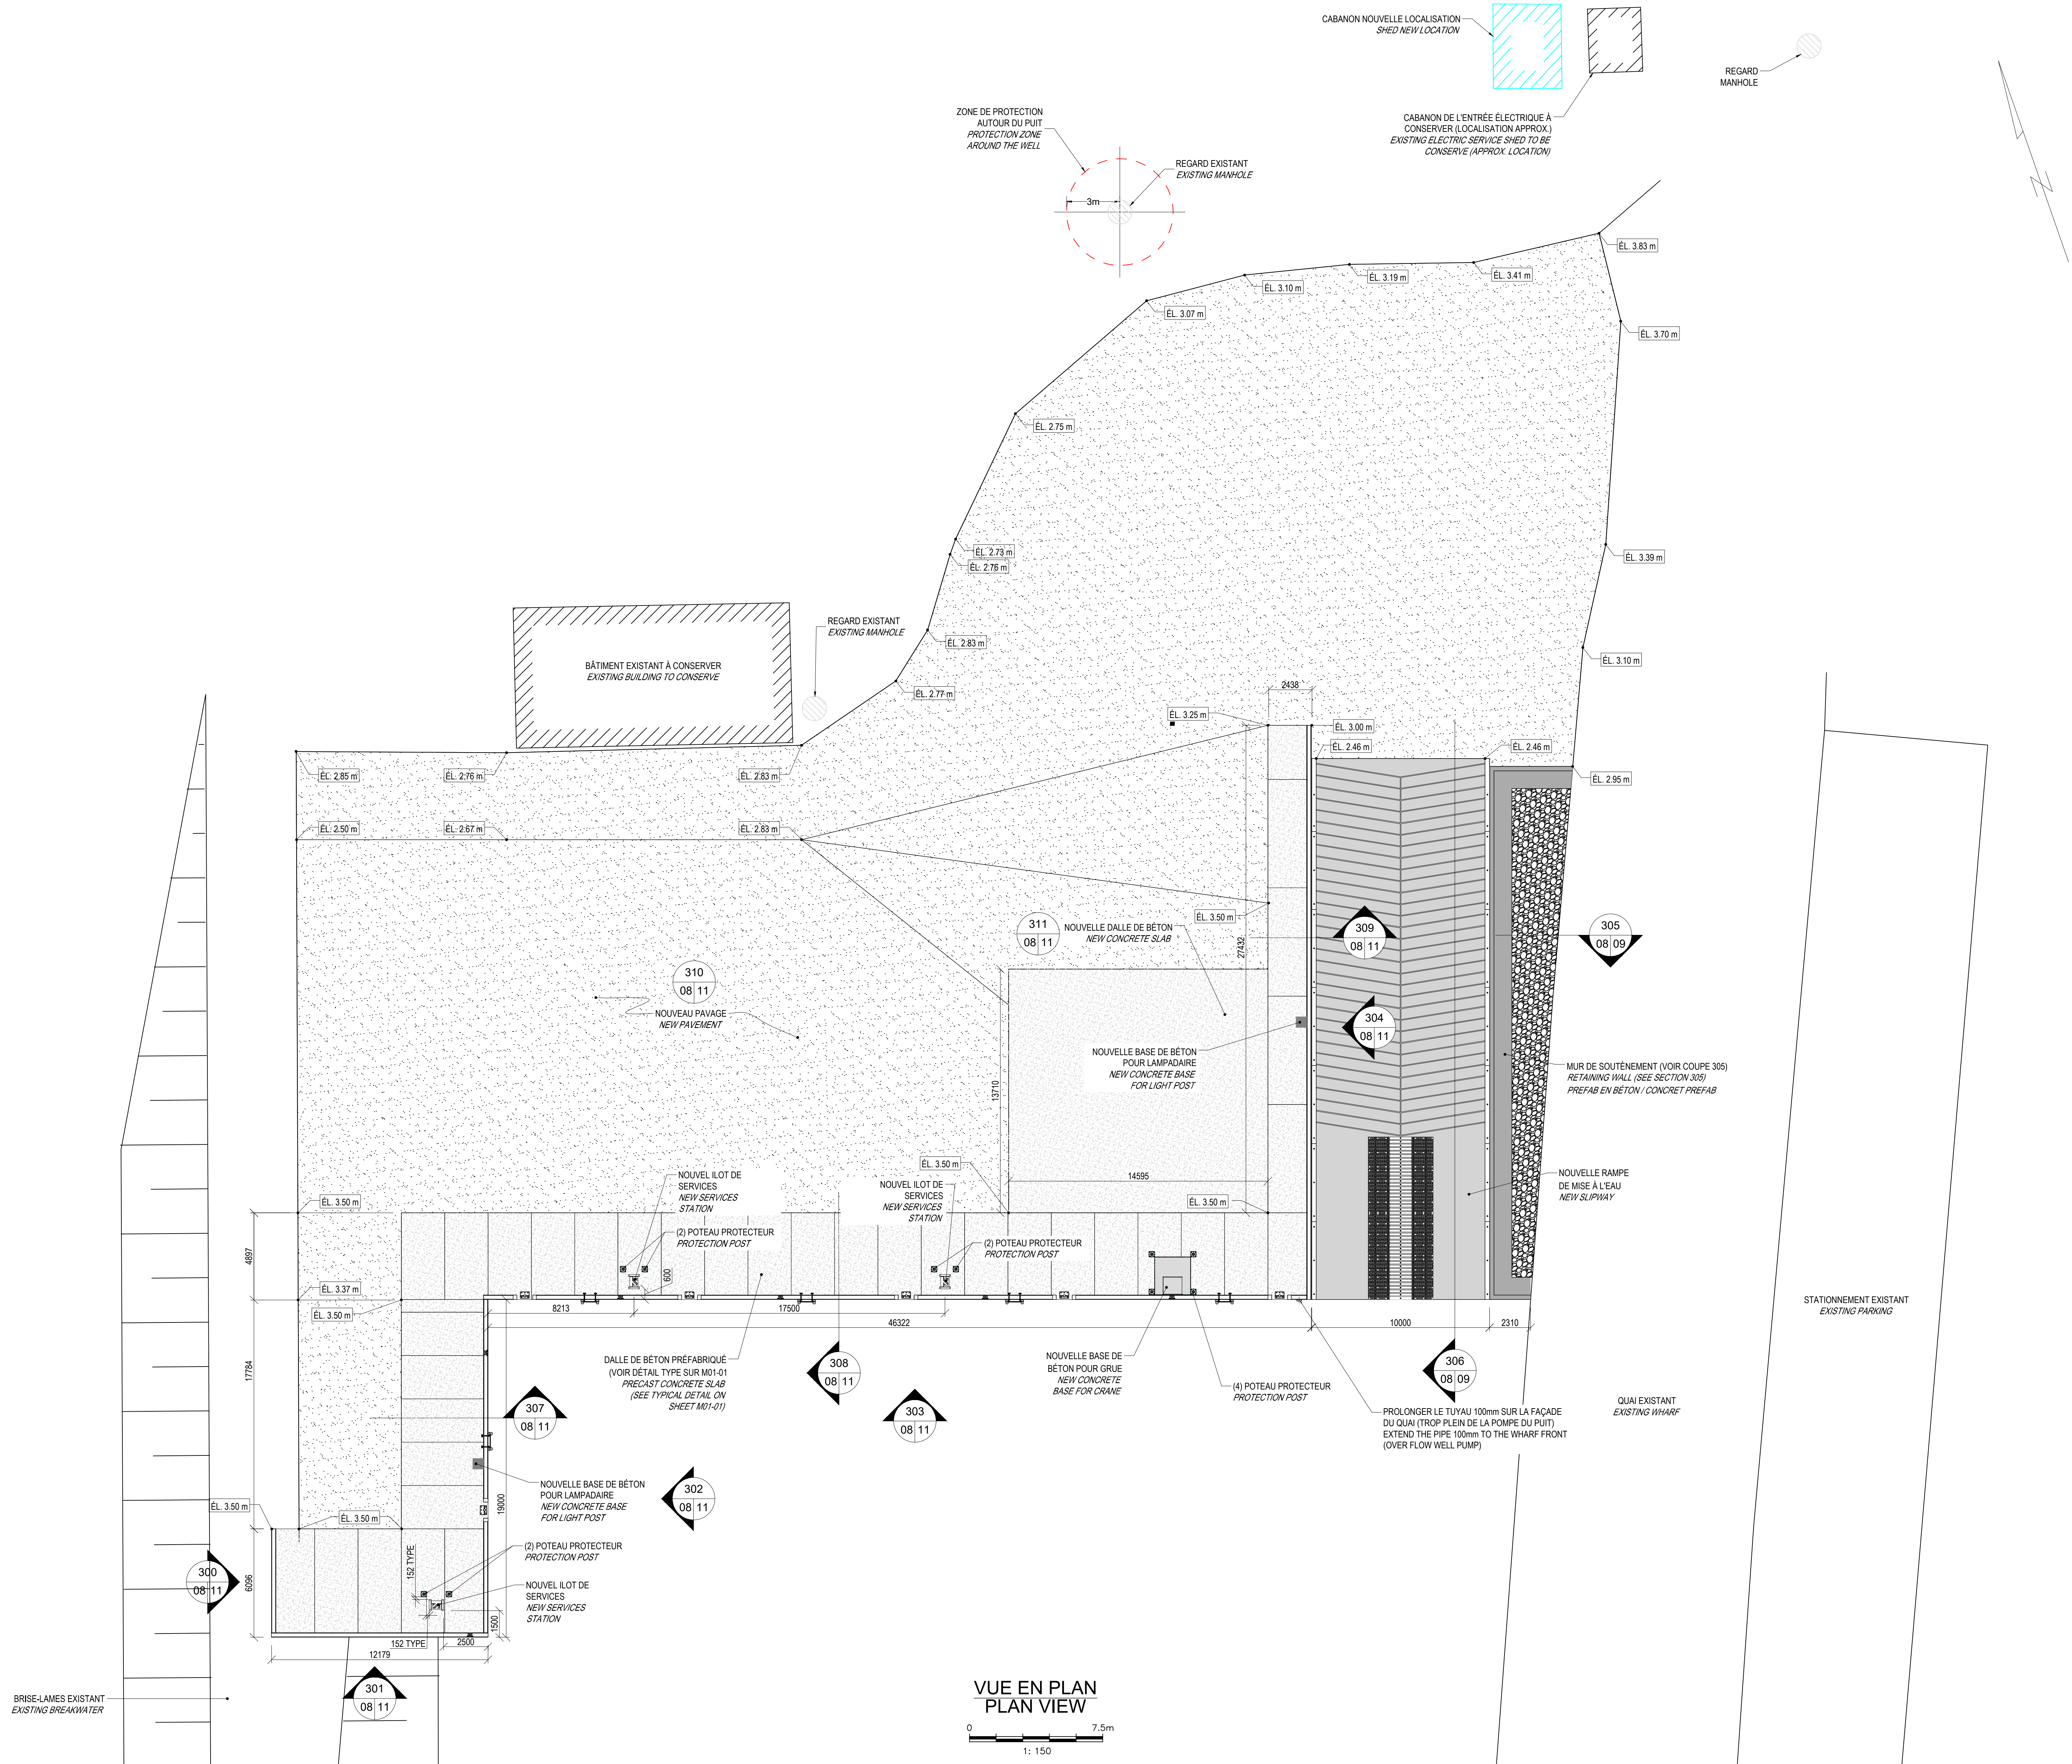 CABANON NOUVELLE LOCALISATION
SHED NEW LOCATION
REGARD
MANHOLE
ZONE DE PROTECTION
AUTOUR DU PUIT
PROTECTION ZONE
AROUND THE WELL
CABANON DE L'ENTRÉE ÉLECTRIQUE À
CONSERVER (LOCALISATION APPROX.)
EXISTING ELECTRIC SERVICE SHED TO BE
CONSERVE (APPROX. LOCATION)
REGARD EXISTANT
EXISTING MANHOLE
3m
ÉL. 3.83 m
ÉL. 3.41 m
ÉL. 3.19 m
ÉL. 3.10 m
ÉL. 3.07 m
ÉL. 3.70 m
ÉL. 2.75 m
ÉL. 2.73 m
ÉL. 2.76 m
ÉL. 3.39 m
REGARD EXISTANT
EXISTING MANHOLE
ÉL. 2.83 m
BÂTIMENT EXISTANT À CONSERVER
EXISTING BUILDING TO CONSERVE
ÉL. 3.10 m
ÉL. 2.77 m
2438
ÉL. 3.25 m
ÉL. 3.00 m
ÉL. 2.46 m
ÉL. 2.46 m
ÉL. 2.85 m
ÉL. 2.76 m
ÉL. 2.83 m
ÉL. 2.95 m
ÉL. 2.50 m
ÉL. 2.67 m
ÉL. 2.83 m
ÉL. 3.50 m
311
08 11
NOUVELLE DALLE DE BÉTON
NEW CONCRETE SLAB
27432
309
08 11
305
08 09
310
08 11
NOUVEAU PAVAGE
NEW PAVEMENT
304
08 11
NOUVELLE BASE DE BÉTON
POUR LAMPADAIRE
NEW CONCRETE BASE
FOR LIGHT POST
13710
MUR DE SOUTÈNEMENT (VOIR COUPE 305)
RETAINING WALL (SEE SECTION 305)
PREFAB EN BÉTON / CONCRET PREFAB
ÉL. 3.50 m
14595
NOUVEL ILOT DE
SERVICES
NEW SERVICES
STATION
NOUVEL ILOT DE
SERVICES
NEW SERVICES
STATION
NOUVELLE RAMPE
DE MISE À L'EAU
NEW SLIPWAY
ÉL. 3.50 m
ÉL. 3.50 m
(2) POTEAU PROTECTEUR
PROTECTION POST
(2) POTEAU PROTECTEUR
PROTECTION POST
4897
600
ÉL. 3.37 m
ÉL. 3.50 m
8213
17500
46322
10000
2310
STATIONNEMENT EXISTANT
EXISTING PARKING
17784
DALLE DE BÉTON PRÉFABRIQUÉ
(VOIR DÉTAIL TYPE SUR M01-01
PRECAST CONCRETE SLAB
(SEE TYPICAL DETAIL ON
SHEET M01-01)
308
08 11
NOUVELLE BASE DE
BÉTON POUR GRUE
NEW CONCRETE
BASE FOR CRANE
306
08 09
(4) POTEAU PROTECTEUR
PROTECTION POST
307
08 11
303
08 11
PROLONGER LE TUYAU 100mm SUR LA FAÇADE
DU QUAI (TROP PLEIN DE LA POMPE DU PUIT)
EXTEND THE PIPE 100mm TO THE WHARF FRONT
(OVER FLOW WELL PUMP)
QUAI EXISTANT
EXISTING WHARF
NOUVELLE BASE DE BÉTON
POUR LAMPADAIRE
NEW CONCRETE BASE
FOR LIGHT POST
302
08 11
19000
ÉL. 3.50 m
ÉL. 3.50 m
(2) POTEAU PROTECTEUR
PROTECTION POST
152 TYPE
300
08 11
6096
NOUVEL ILOT DE
SERVICES
NEW SERVICES
STATION
1500
152 TYPE
2500
12179
301
08 11
BRISE-LAMES EXISTANT
EXISTING BREAKWATER
VUE EN PLAN
PLAN VIEW
0 7.5m
1: 150